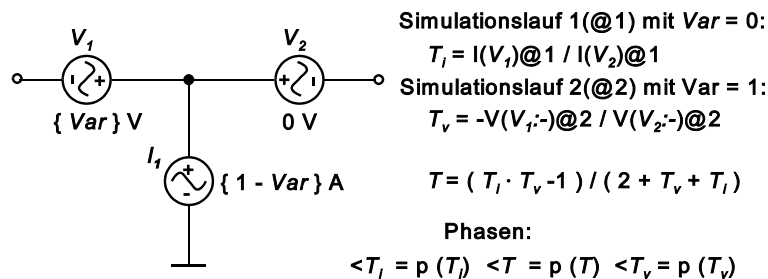 V1
V2
{ Var } V
0 V
I1
{ 1 - Var } A
Simulationslauf 1(@1) mit Var = 0:
Ti = I(V1)@1 / I(V2)@1
Simulationslauf 2(@2) mit Var = 1:
Tv = -V(V1:-)@2 / V(V2:-)@2
T = ( Ti · Tv -1 ) / ( 2 + Tv + Ti )
Phasen:
<Ti = p (Ti) <T = p (T) <Tv = p (Tv)